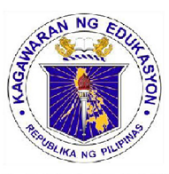 KAGAWARAN NG EDUKASYON
REPUBLIKA NG PILIPINAS